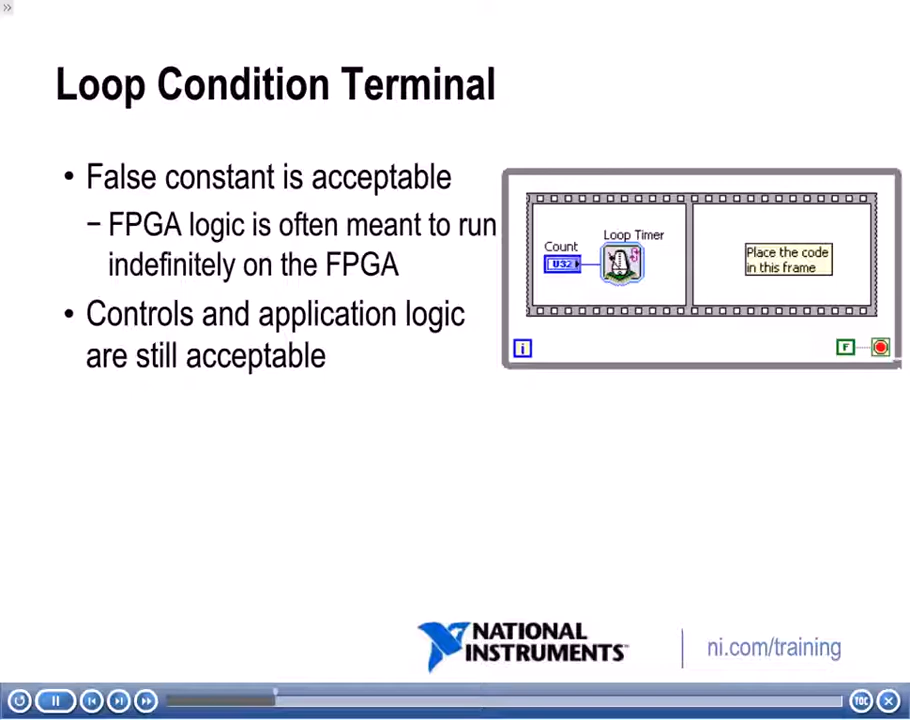 Loop Condition Terminal
• False constant is acceptable
− FPGA logic is often meant to run
indefinitely on the FPGA
• Controls and application logic
are still acceptable
Loop Timer
Count
U32
Place the code
in this frame
i
F
NATIONAL
INSTRUMENTS™
ni.com/training
TOC